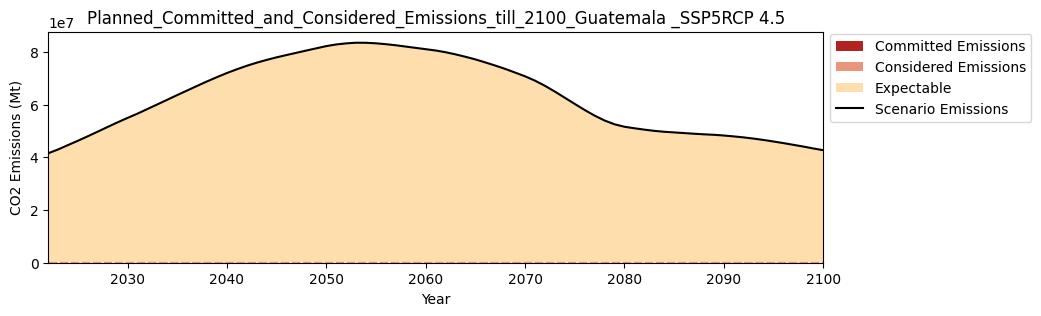 Planned_Committed_and_Considered_Emissions_till_2100_Guatemala _SSP5RCP 4.5
1e7
8
6
4
2
0
CO2 Emissions (Mt)
2030 2040 2050 2060 2070 2080 2090 2100
Year
Committed Emissions
Considered Emissions
Expectable
Scenario Emissions